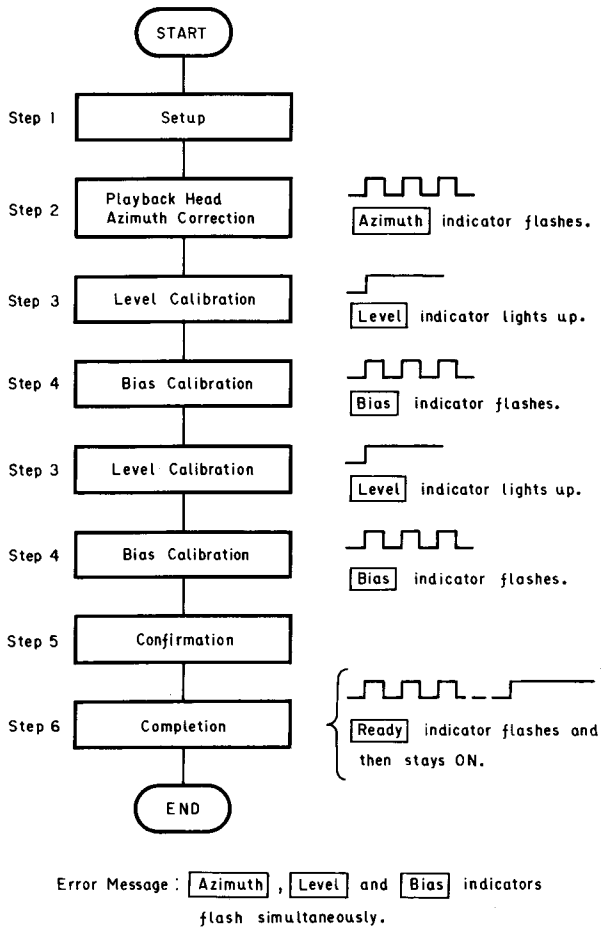 START
Step 1
Setup
Step 2
Playback Head
Azimuth Correction
Azimuth indicator flashes.
Step 3
Level Calibration
Level indicator lights up.
Step 4
Bias Calibration
Bias indicator flashes.
Step 3
Level Calibration
Level indicator lights up.
Step 4
Bias Calibration
Bias indicator flashes.
Step 5
Confirmation
Step 6
Completion
Ready indicator flashes and
then stays ON.
END
Error Message : Azimuth , Level and Bias indicators
flash simultaneously.